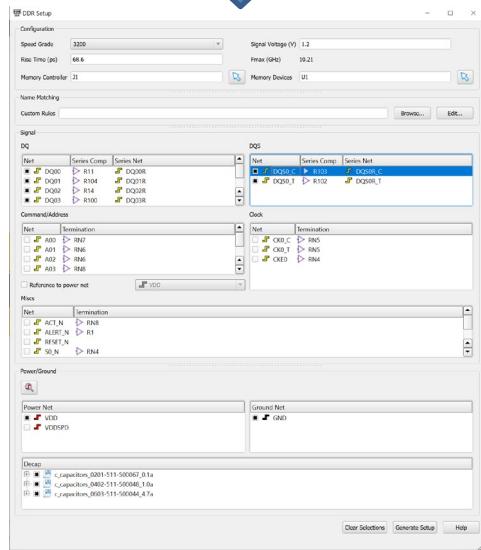 DDR Setup
Configuration
Speed Grade 3200 Signal Voltage (V) 1.2
Rise Time (ps) 68.6 Fmax (GHz) 10.21
Memory Controller J1 Memory Devices U1
Name Matching
Custom Rules Browse... Edit...
Signal
DQ
Net Series Comp Series Net
DQ00 R11 DQ00R
DQ01 R104 DQ01R
DQ02 R14 DQ02R
DQ03 R100 DQ03R
DQS
Net Series Comp Series Net
DQS0_C R103 DQS0R_C
DQS0_T R102 DQS0R_T
Command/Address
Net Termination
A00 RN7
A01 RN6
A02 RN6
A03 RN8
Reference to power net VDD
Clock
Net Termination
CK0_C RN5
CK0_T RN5
CKE0 RN4
Miscs
Net Termination
ACT_N RN8
ALERT_N R1
RESET_N
S0_N RN4
Power/Ground
Power Net
VDD
VDDSPD
Ground Net
GND
Decap
c_capacitors_0201-511-500067_0.1a
c_capacitors_0402-511-500048_1.0a
c_capacitors_0603-511-500044_4.7a
Clear Selections Generate Setup Help